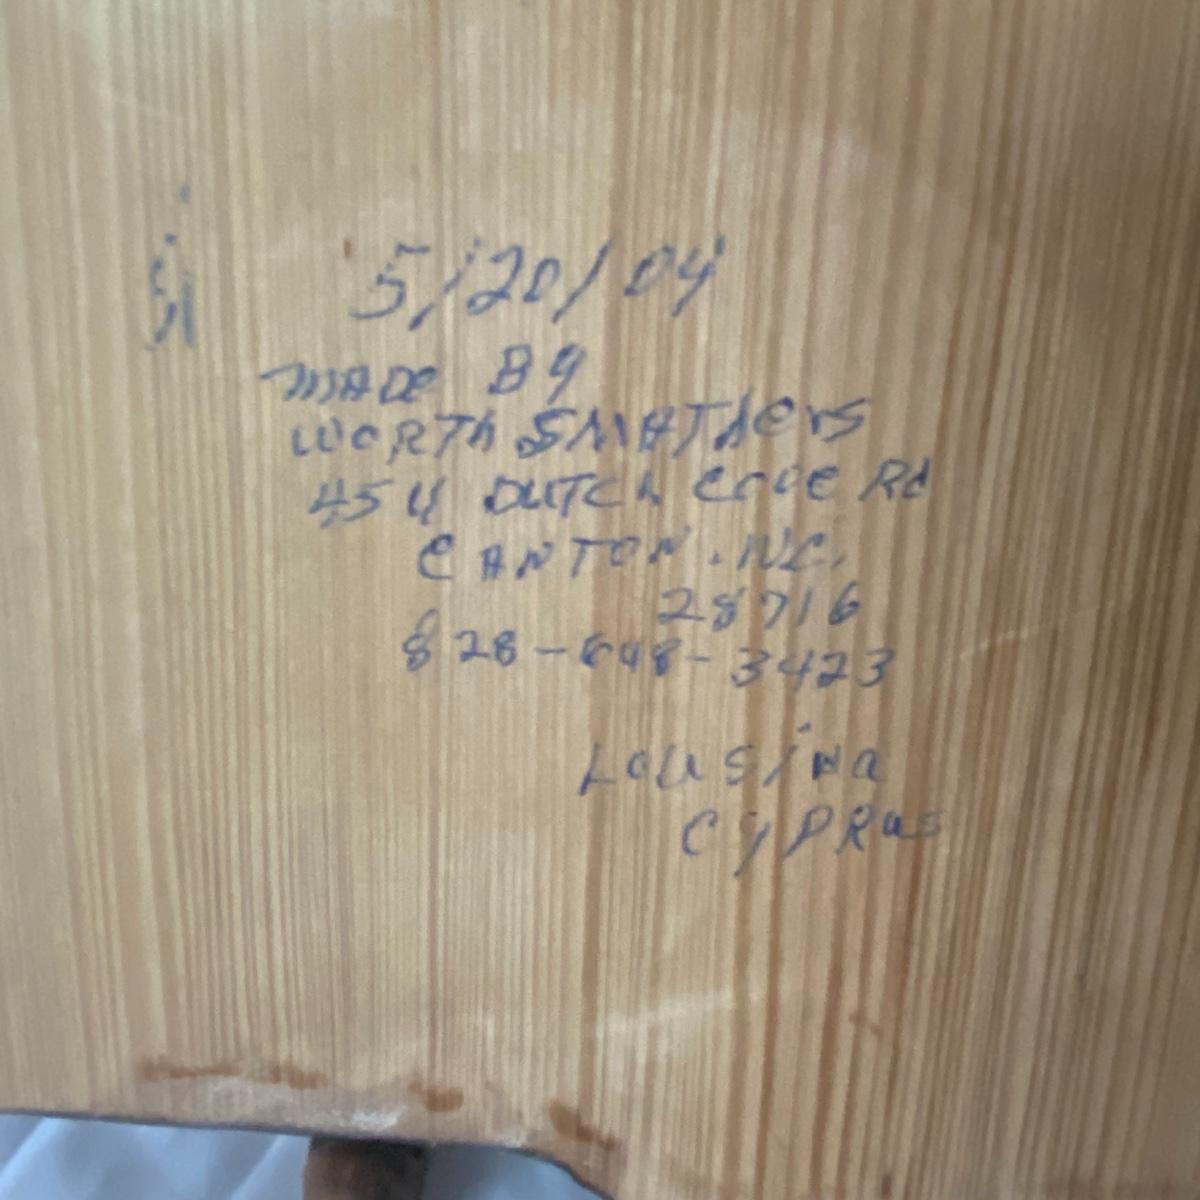 5/20/04
MADe BY
WORTh SMAThers
454 DUTCh Cove Rd
CANTON. NC.
28716
828-648-3423
Lousina
CypRus